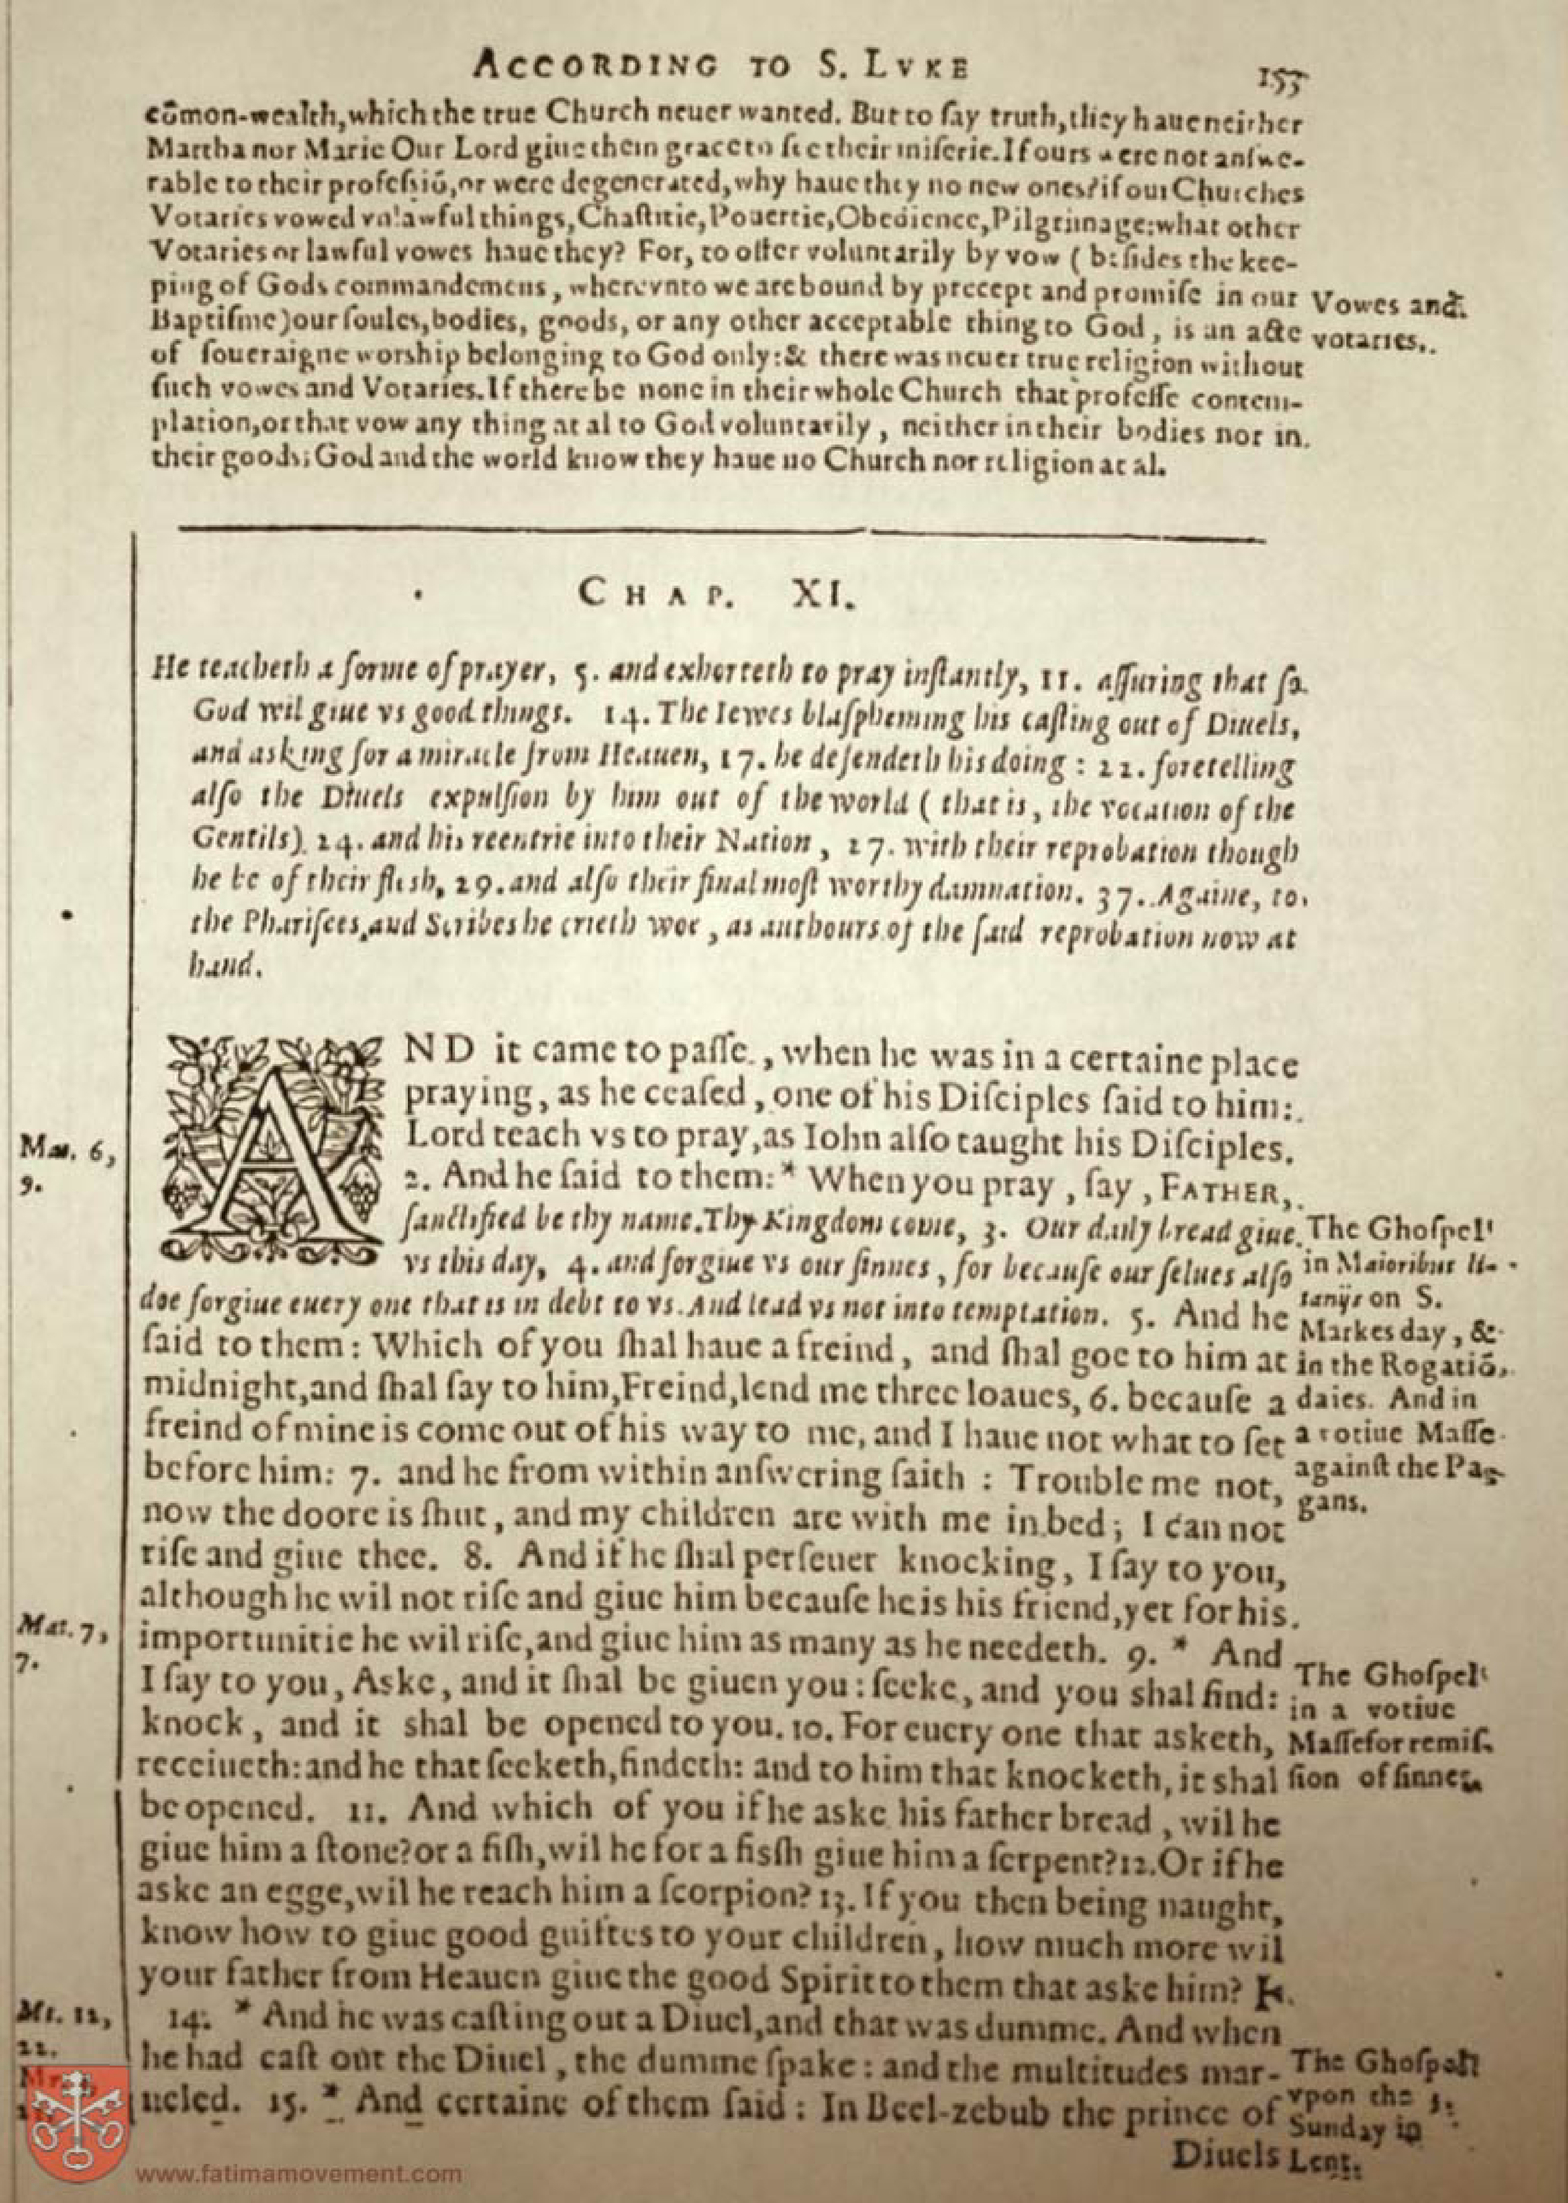 ACCORDING TO S. LVKE 153
cõmon-wealth, which the true Church neuer wanted. But to ſay truth, they haue neither
Martha nor Marie Our Lord giue them grace to ſee their miſerie. If ours were not anſwe-
rable to their profeſsiõ, or were degenerated, why haue they no new ones? if our Churches
Votaries vowed vnlawful things, Chaſtitie, Pouertie, Obedience, Pilgrimage: what other
Votaries or lawful vowes haue they? For, to offer voluntarily by vow ( beſides the kee-
ping of Gods commandemens, wherevnto we are bound by precept and promiſe in our
Baptiſme) our ſoules, bodies, goods, or any other acceptable thing to God, is an acte
of ſoueraigne worship belonging to God only: & there was neuer true religion without
ſuch vowes and Votaries. If there be none in their whole Church that profeſſe contem-
plation, or that vow any thing at al to God voluntarily, neither in their bodies nor in
their goods; God and the world know they haue no Church nor religion at al.
Vowes and
votaries.
CHAP. XI.
He teacheth a forme of prayer, 5. and exhorteth to pray inſtantly, 11. aſſuring that ſo
God wil giue vs good things. 14. The Iewes blaſpheming his caſting out of Diuels,
and asking for a miracle from Heauen, 17. he defendeth his doing: 21. foretelling
alſo the Diuels expulſion by him out of the world ( that is, the vocation of the
Gentils) 24. and his reentrie into their Nation, 27. with their reprobation though
he be of their flesh, 29. and alſo their final moſt worthy damnation. 37. Againe, to
the Phariſees, and Scribes he crieth woe, as authours of the ſaid reprobation now at
hand.
AND it came to paſſe, when he was in a certaine place
praying, as he ceaſed, one of his Diſciples ſaid to him:
Lord teach vs to pray, as Iohn alſo taught his Diſciples.
2. And he ſaid to them: * When you pray, ſay, FATHER,
ſanctified be thy name. Thy Kingdom come, 3. Our daily bread giue
vs this day, 4. and forgiue vs our ſinnes, for becauſe our ſelues alſo
doe forgiue euery one that is in debt to vs. And lead vs not into temptation. 5. And he
ſaid to them: Which of you ſhal haue a freind, and ſhal goe to him at
midnight, and ſhal ſay to him, Freind, lend me three loaues, 6. becauſe a
freind of mine is come out of his way to me, and I haue not what to ſet
before him: 7. and he from within anſwering ſaith: Trouble me not,
now the doore is ſhut, and my children are with me in bed; I can not
riſe and giue thee. 8. And if he ſhal perſeuer knocking, I ſay to you,
although he wil not riſe and giue him becauſe he is his friend, yet for his
importunitie he wil riſe, and giue him as many as he needeth. 9. * And
I ſay to you, Aske, and it ſhal be giuen you: ſeeke, and you shal find:
knock, and it shal be opened to you. 10. For euery one that asketh,
receiueth: and he that ſeeketh, findeth: and to him that knocketh, it shal
be opened. 11. And which of you if he aske his father bread, wil he
giue him a ſtone? or a fiſh, wil he for a fisſh giue him a ſerpent? 12. Or if he
aske an egge, wil he reach him a ſcorpion? 13. If you then being naught,
know how to giue good guiftes to your children, how much more wil
your father from Heauen giue the good Spirit to them that aske him?
14. * And he was caſting out a Diuel, and that was dumme. And when
he had caſt out the Diuel, the dumme ſpake: and the multitudes mar-
ueled. 15. * And certaine of them ſaid: In Beel-zebub the prince of
Diuels
Mat. 6,
9.
Mat. 7,
7.
Mt. 12,
22.
The Ghoſpel
in Maioribus li-
tanijs on S.
Markes day, &
in the Rogatiõ
daies. And in
a votiue Maſſe
againſt the Pa-
gans.
The Ghoſpel
in a votiue
Maſſe for remiſ-
ſion of ſinnes
The Ghoſpel
vpon the 3.
Sunday in
Lent.
www.fatimamovement.com